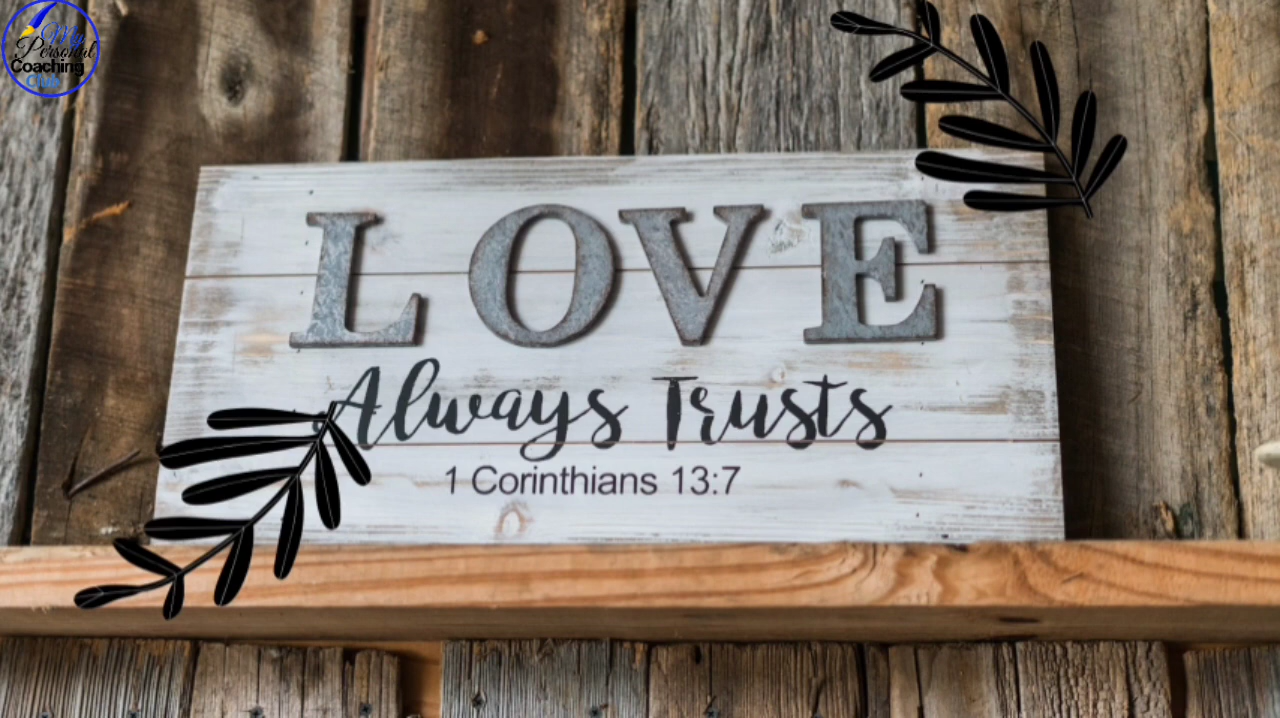 My
Personal
Coaching
Club
LOVE
Always Trusts
1 Corinthians 13:7